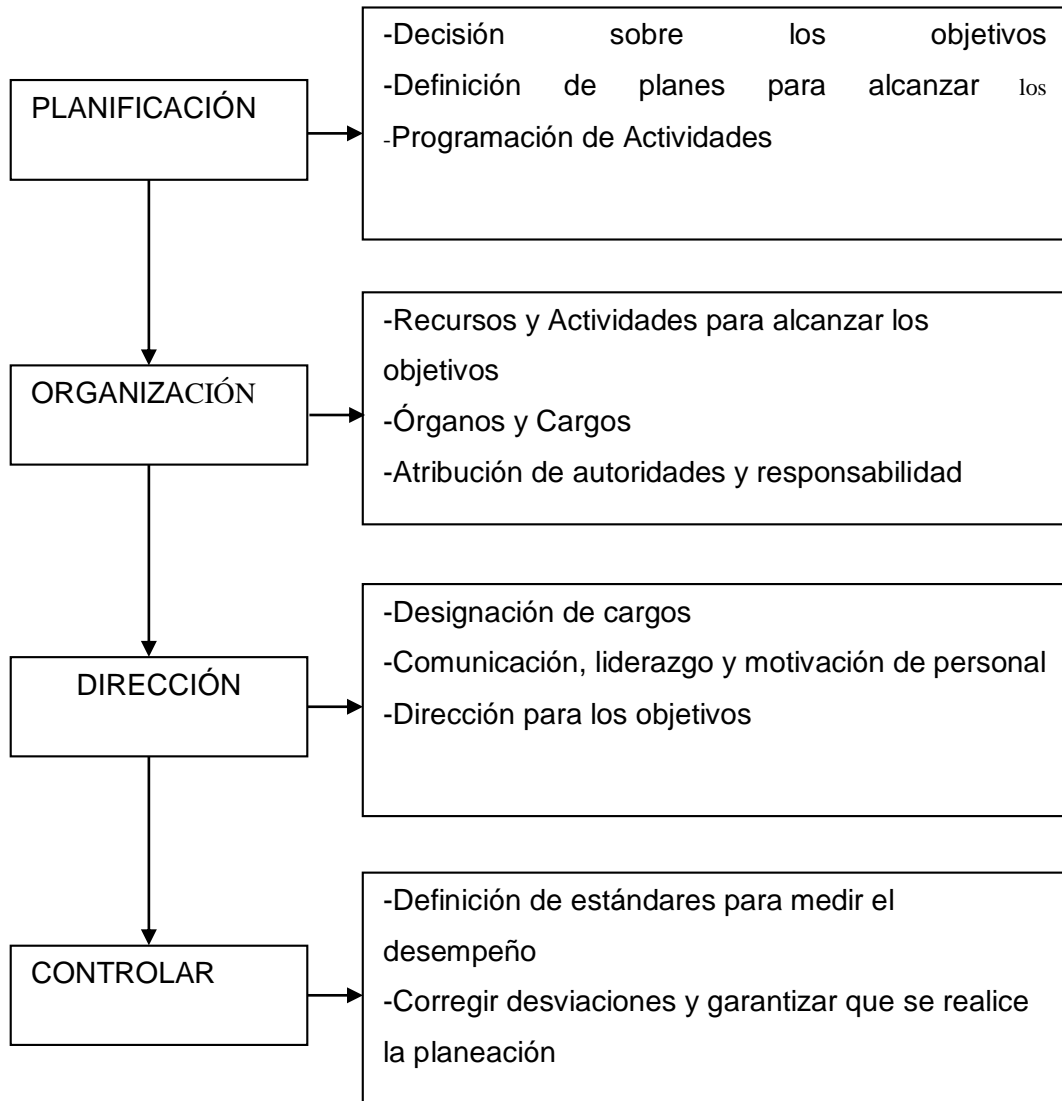 PLANIFICACIÓN
-Decisión sobre los objetivos
-Definición de planes para alcanzar los
-Programación de Actividades
ORGANIZACIÓN
-Recursos y Actividades para alcanzar los
objetivos
-Órganos y Cargos
-Atribución de autoridades y responsabilidad
DIRECCIÓN
-Designación de cargos
-Comunicación, liderazgo y motivación de personal
-Dirección para los objetivos
CONTROLAR
-Definición de estándares para medir el
desempeño
-Corregir desviaciones y garantizar que se realice
la planeación